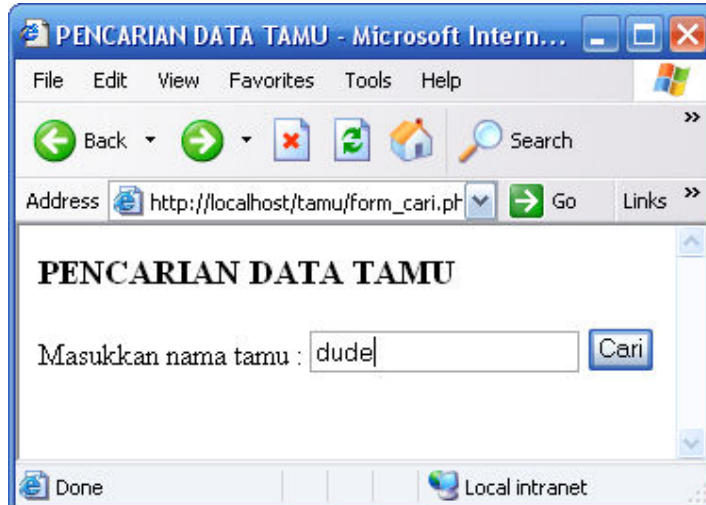 PENCARIAN DATA TAMU - Microsoft Intern...
File Edit View Favorites Tools Help
Back Search »
Address http://localhost/tamu/form_cari.ph Go Links »
PENCARIAN DATA TAMU
Masukkan nama tamu : dude Cari
Done Local intranet